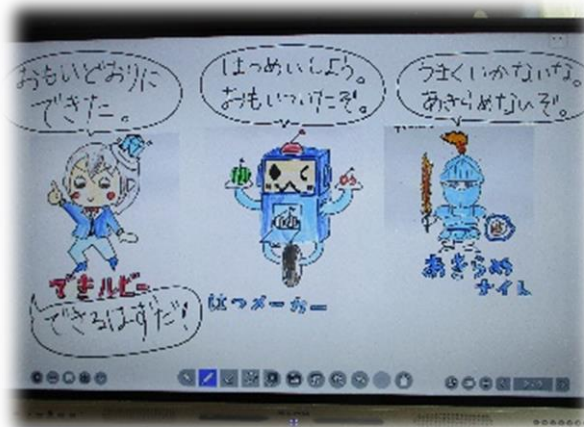 おもいどおりに
できた。
はつめいしよう。
おもいついたぞ。
うまくいかないな。
あきらめないぞ。
できルビー
はつメーカー
あきらめ
ナイト
できるはずだ!